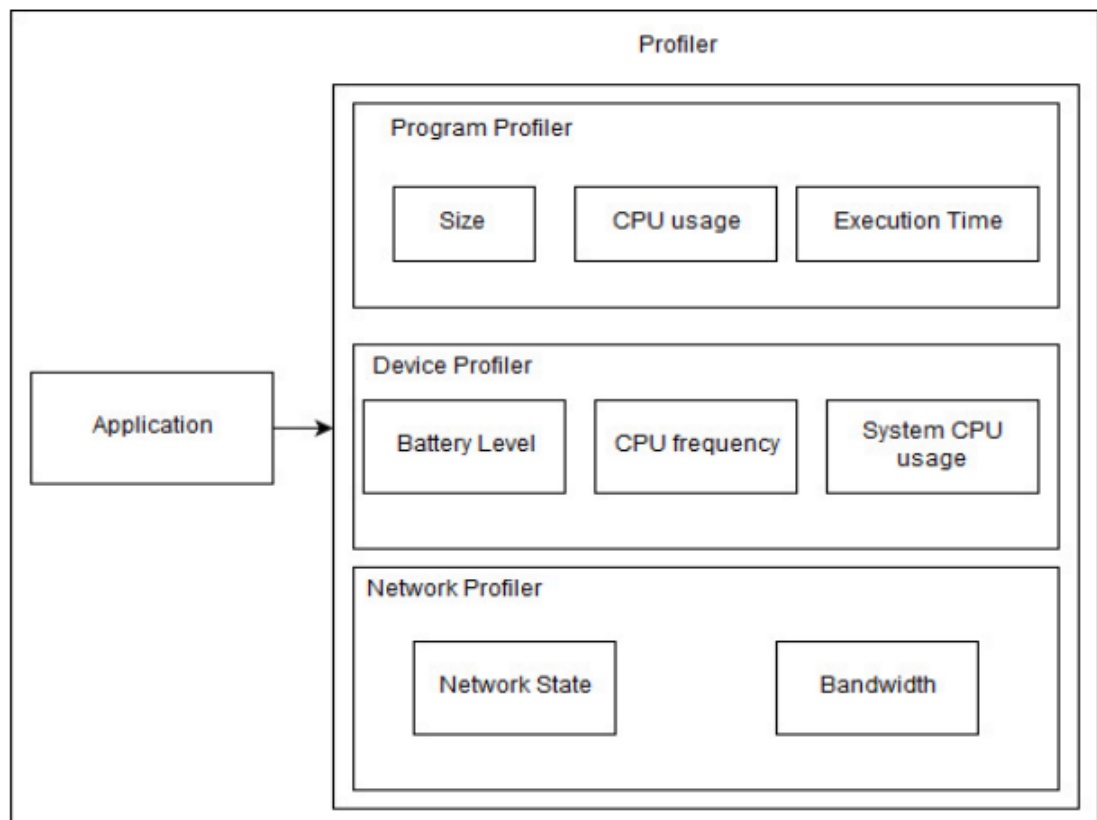 Profiler
Program Profiler
Size
CPU usage
Execution Time
Device Profiler
Application
Battery Level
CPU frequency
System CPU
usage
Network Profiler
Network State
Bandwidth